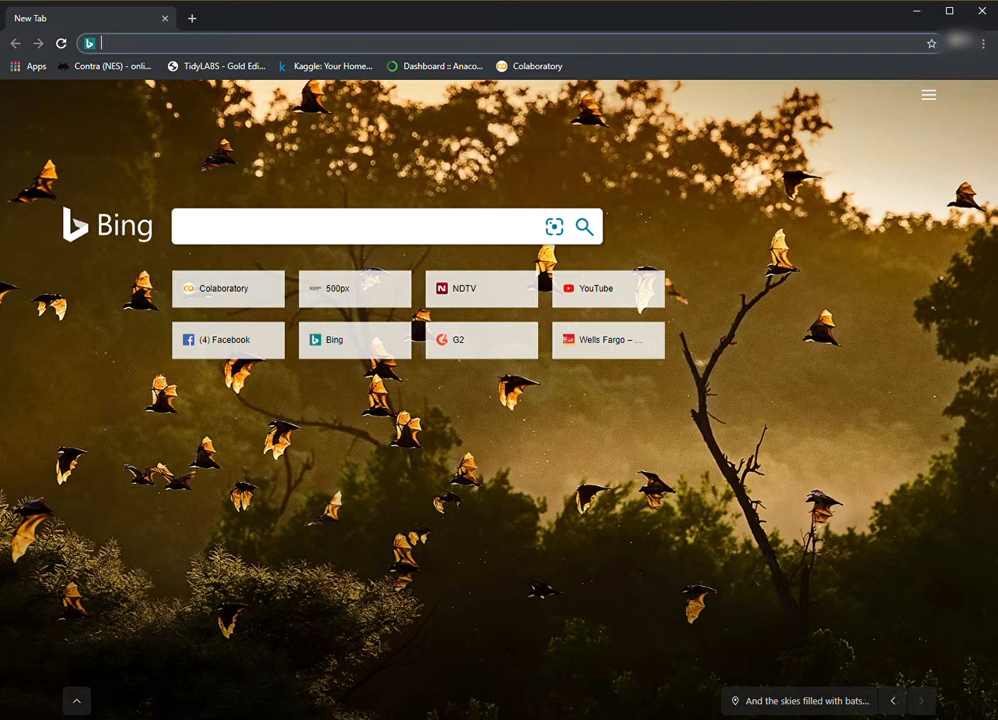 New Tab
Apps Contra (NES) - onli... TidyLABS - Gold Edi... Kaggle: Your Home... Dashboard :: Anaco... Colaboratory
Bing
Colaboratory 500px NDTV YouTube
(4) Facebook Bing G2 Wells Fargo – ...
And the skies filled with bats...